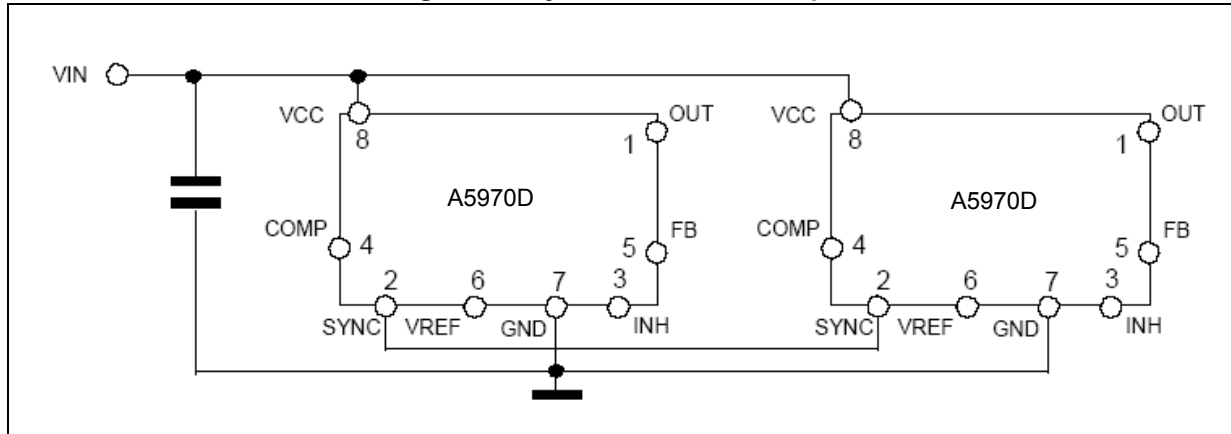 VIN
VCC
8
OUT
1
A5970D
COMP
4
FB
5
2
6
7
3
SYNC
VREF
GND
INH
VCC
8
OUT
1
A5970D
COMP
4
FB
5
2
6
7
3
SYNC
VREF
GND
INH